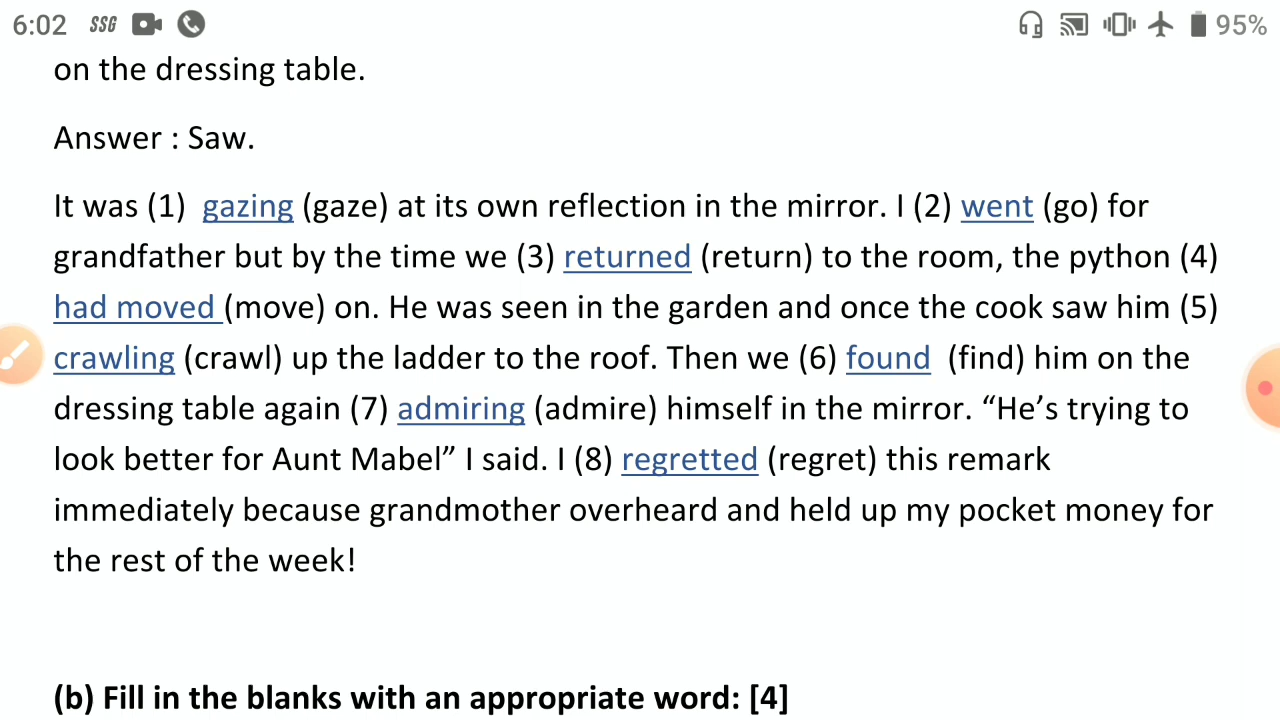 6:02 SSG 95%
on the dressing table.
Answer : Saw.
It was (1) gazing (gaze) at its own reflection in the mirror. I (2) went (go) for
grandfather but by the time we (3) returned (return) to the room, the python (4)
had moved (move) on. He was seen in the garden and once the cook saw him (5)
crawling (crawl) up the ladder to the roof. Then we (6) found (find) him on the
dressing table again (7) admiring (admire) himself in the mirror. “He’s trying to
look better for Aunt Mabel” I said. I (8) regretted (regret) this remark
immediately because grandmother overheard and held up my pocket money for
the rest of the week!
(b) Fill in the blanks with an appropriate word: [4]